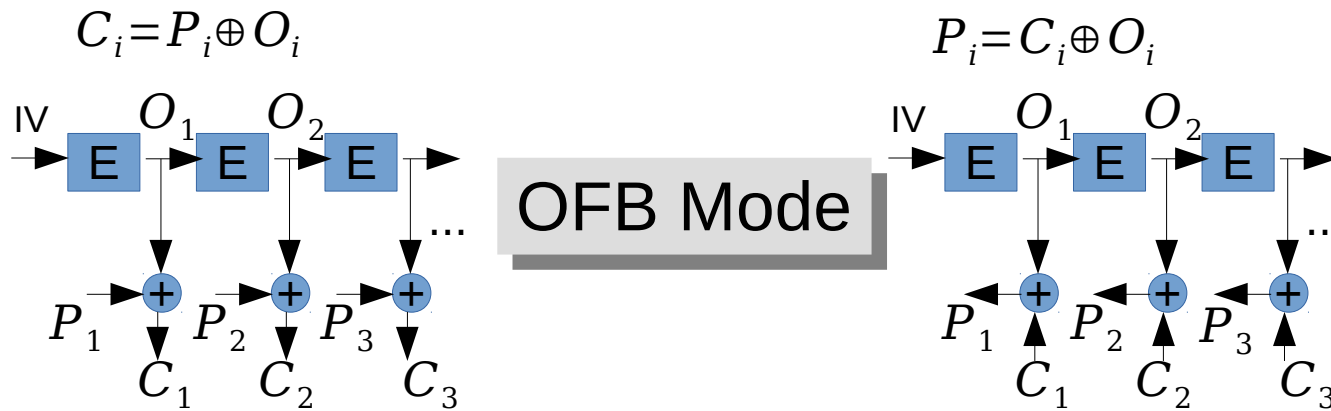 C_i = P_i ⊕ O_i
IV
O_1
O_2
E
E
E
...
+
+
+
P_1
P_2
P_3
C_1
C_2
C_3
OFB Mode
P_i = C_i ⊕ O_i
IV
O_1
O_2
E
E
E
..
+
+
+
P_1
P_2
P_3
C_1
C_2
C_3